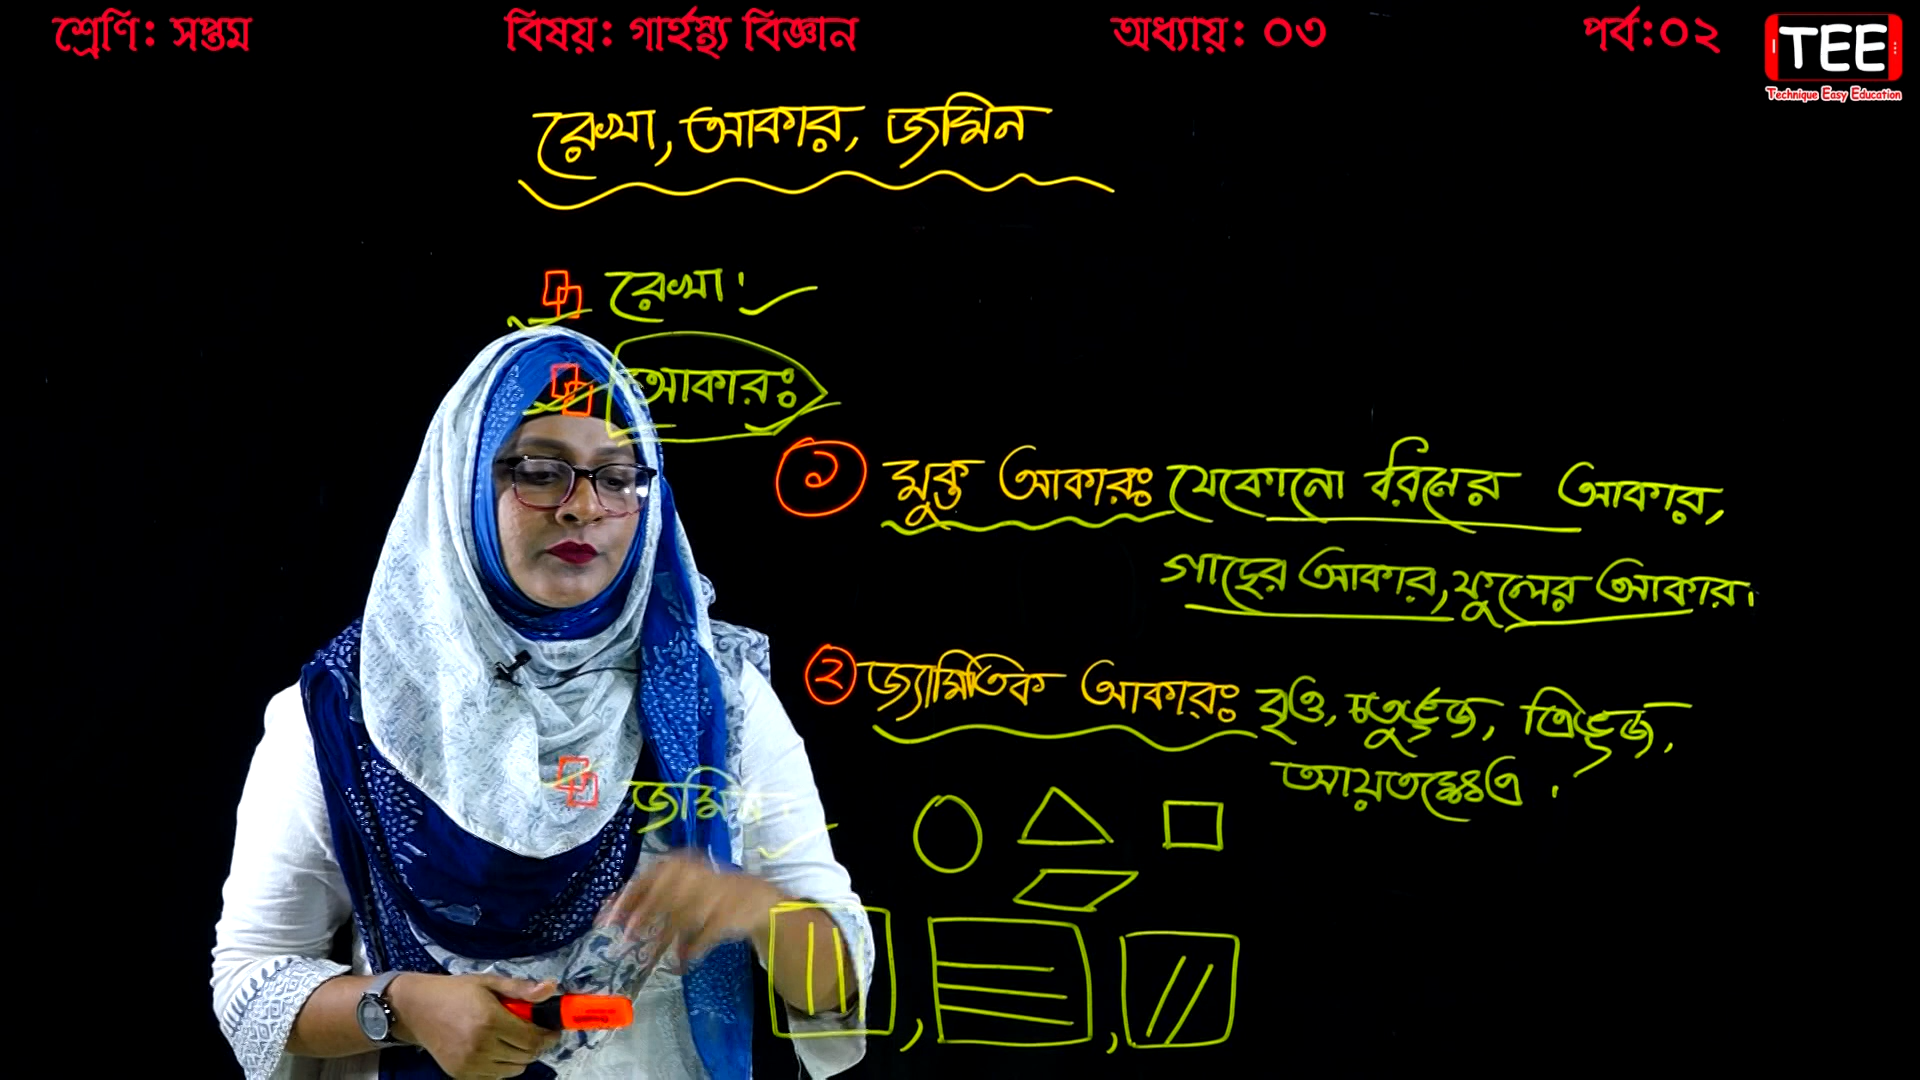 শ্রেণি: সপ্তম বিষয়: গার্হস্থ্য বিজ্ঞান অধ্যায়: ০৩ পর্ব:০২
TEE
Technique Easy Education
রেখা, আকার, জমিন
রেখা
আকারঃ
১ মুক্ত আকারঃ যেকোনো ধরনের আকার,
গাছের আকার, ফুলের আকার।
২ জ্যামিতিক আকারঃ বৃত্ত, চতুর্ভুজ, ত্রিভুজ,
আয়তক্ষেত্র।
জমিন